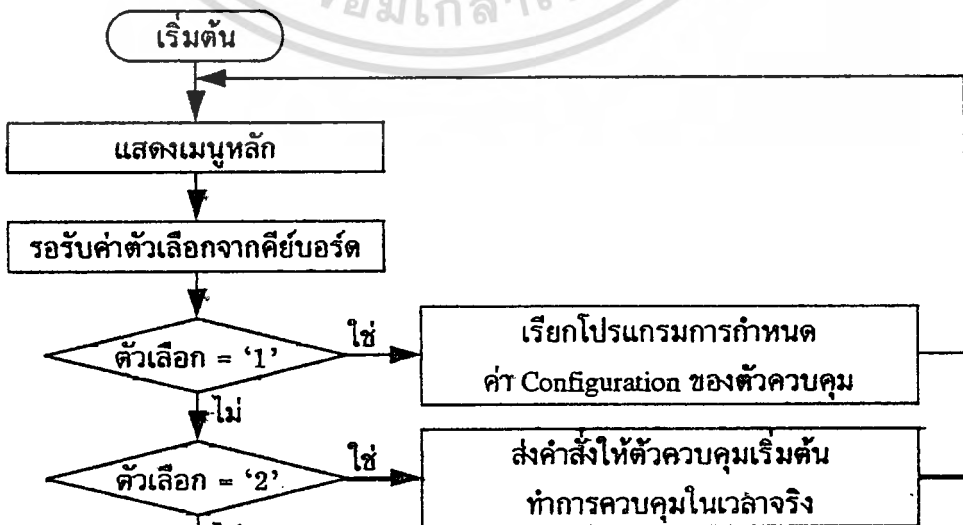 เริ่มต้น
แสดงเมนูหลัก
รอรับค่าตัวเลือกจากคีย์บอร์ด
ตัวเลือก = ‘1’
ใช่
เรียกโปรแกรมการกำหนด
ค่า Configuration ของตัวควบคุม
ไม่
ตัวเลือก = ‘2’
ใช่
ส่งคำสั่งให้ตัวควบคุมเริ่มต้น
ทำการควบคุมในเวลาจริง